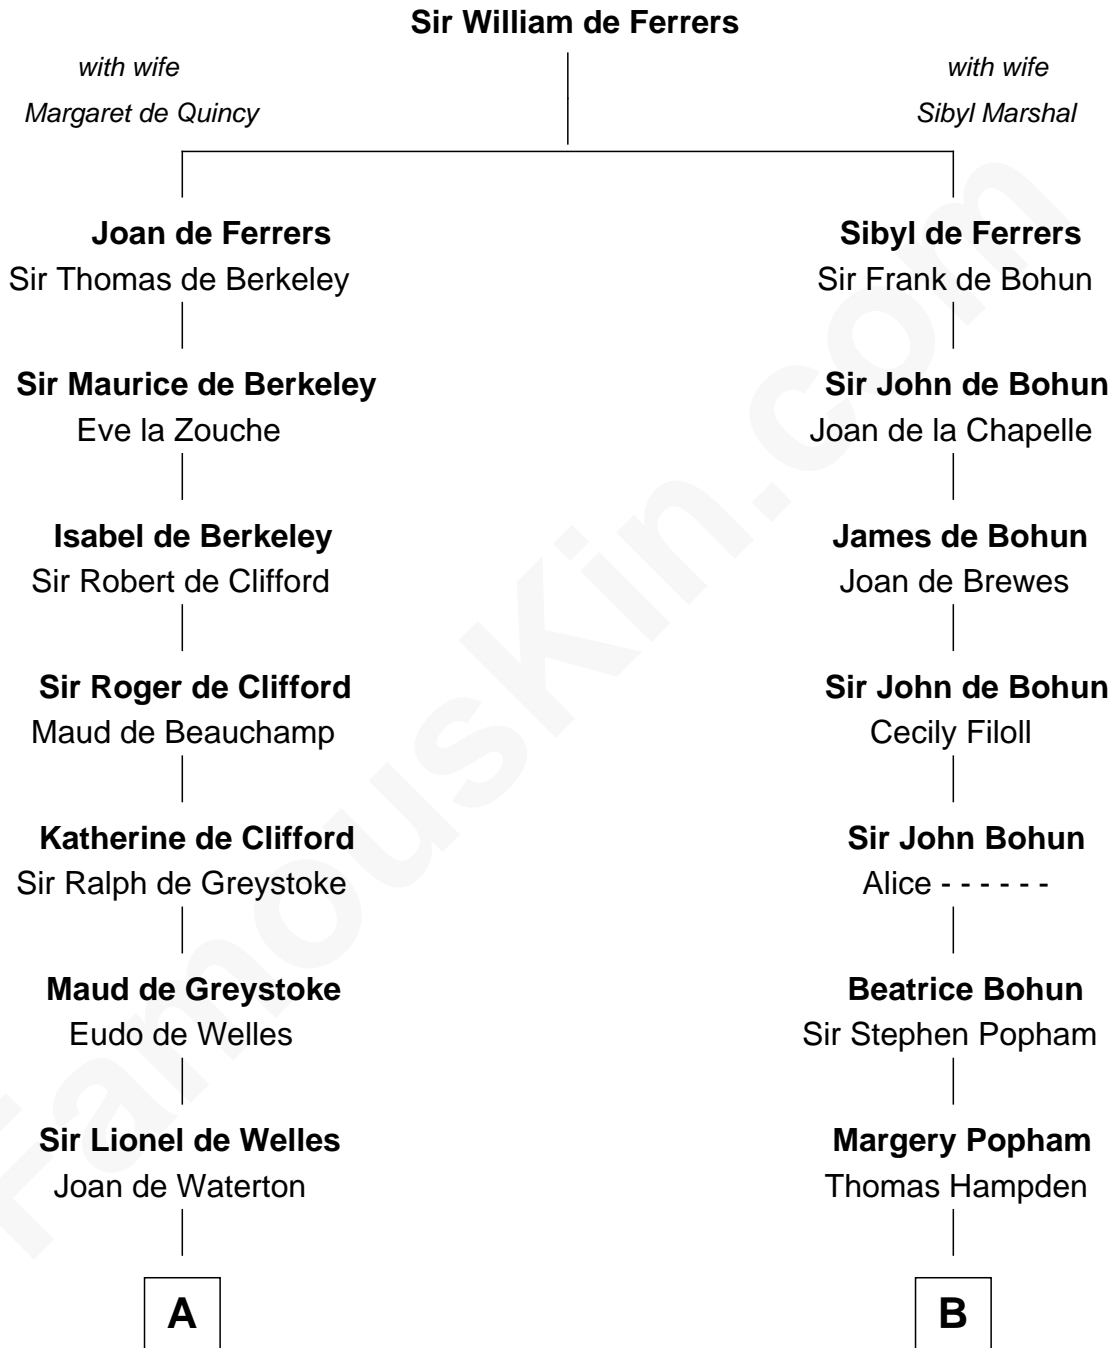 Sir William de Ferrers
with wife
Margaret de Quincy
with wife
Sibyl Marshal
Joan de Ferrers
Sir Thomas de Berkeley
Sibyl de Ferrers
Sir Frank de Bohun
Sir Maurice de Berkeley
Eve la Zouche
Sir John de Bohun
Joan de la Chapelle
Isabel de Berkeley
Sir Robert de Clifford
James de Bohun
Joan de Brewes
Sir Roger de Clifford
Maud de Beauchamp
Sir John de Bohun
Cecily Filoll
Katherine de Clifford
Sir Ralph de Greystoke
Sir John Bohun
Alice - - - - - -
Maud de Greystoke
Eudo de Welles
Beatrice Bohun
Sir Stephen Popham
Sir Lionel de Welles
Joan de Waterton
Margery Popham
Thomas Hampden
A
B
FamousKin.com